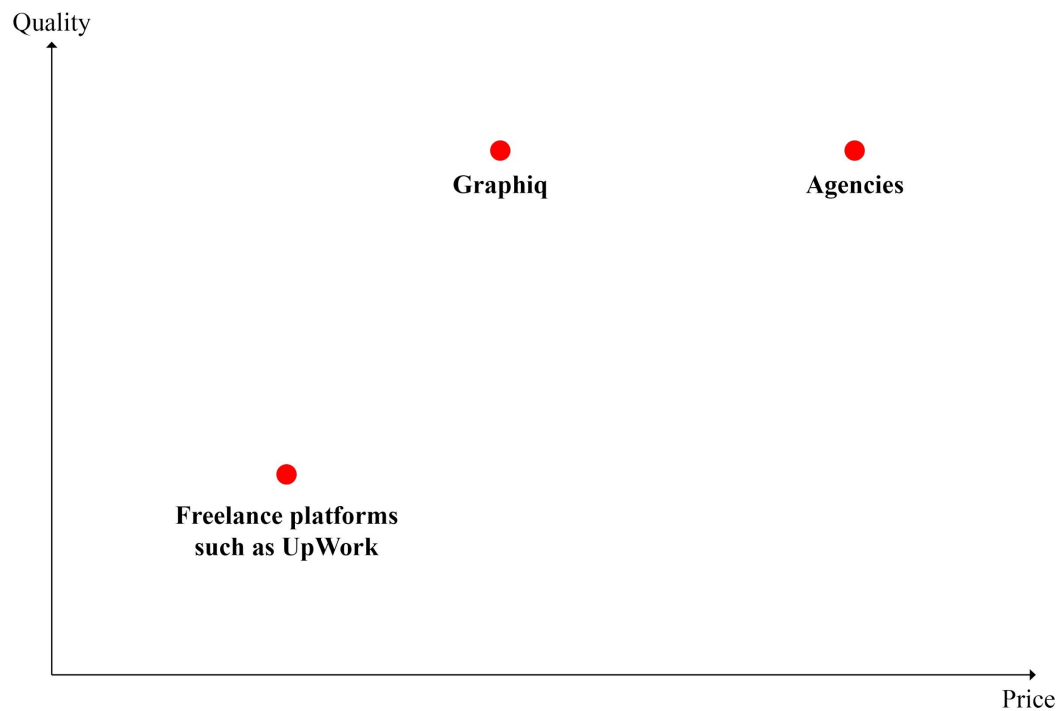 Quality
Graphiq
Agencies
Freelance platforms
such as UpWork
Price